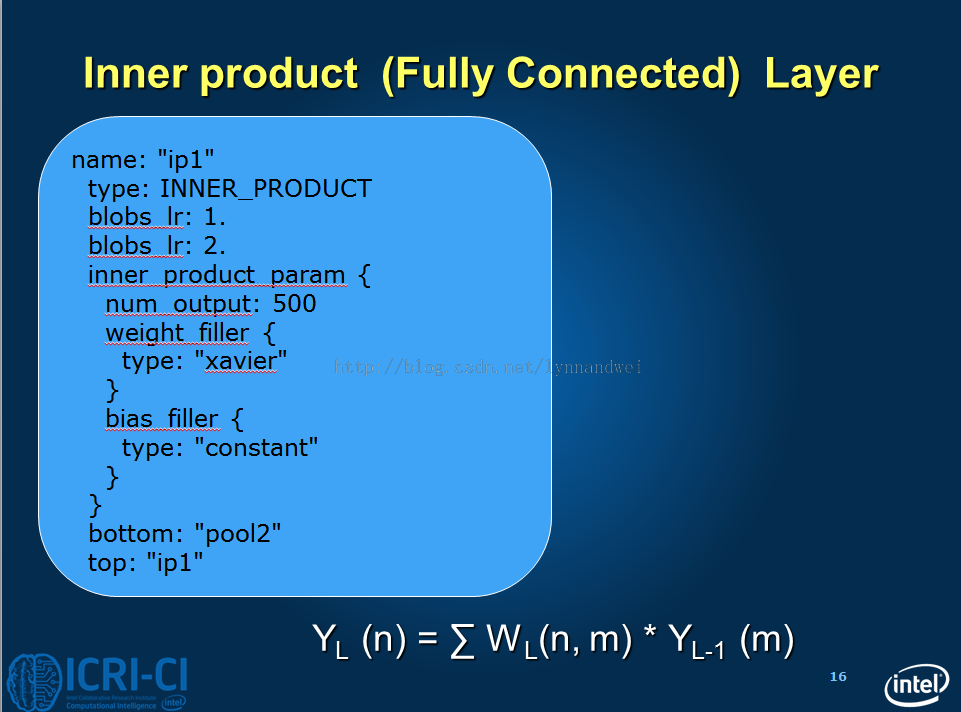 Inner product (Fully Connected) Layer
name: "ip1"
type: INNER_PRODUCT
blobs_lr: 1.
blobs_lr: 2.
inner_product_param {
num_output: 500
weight_filler {
type: "xavier"
}
bias_filler {
type: "constant"
}
}
bottom: "pool2"
top: "ip1"
http://blog.csdn.net/lynnandwei
Y_L (n) = ∑ W_L(n, m) * Y_L-1 (m)
ICRI-CI
Intel Collaborative Research Institute
Computational Intelligence
intel
16
intel